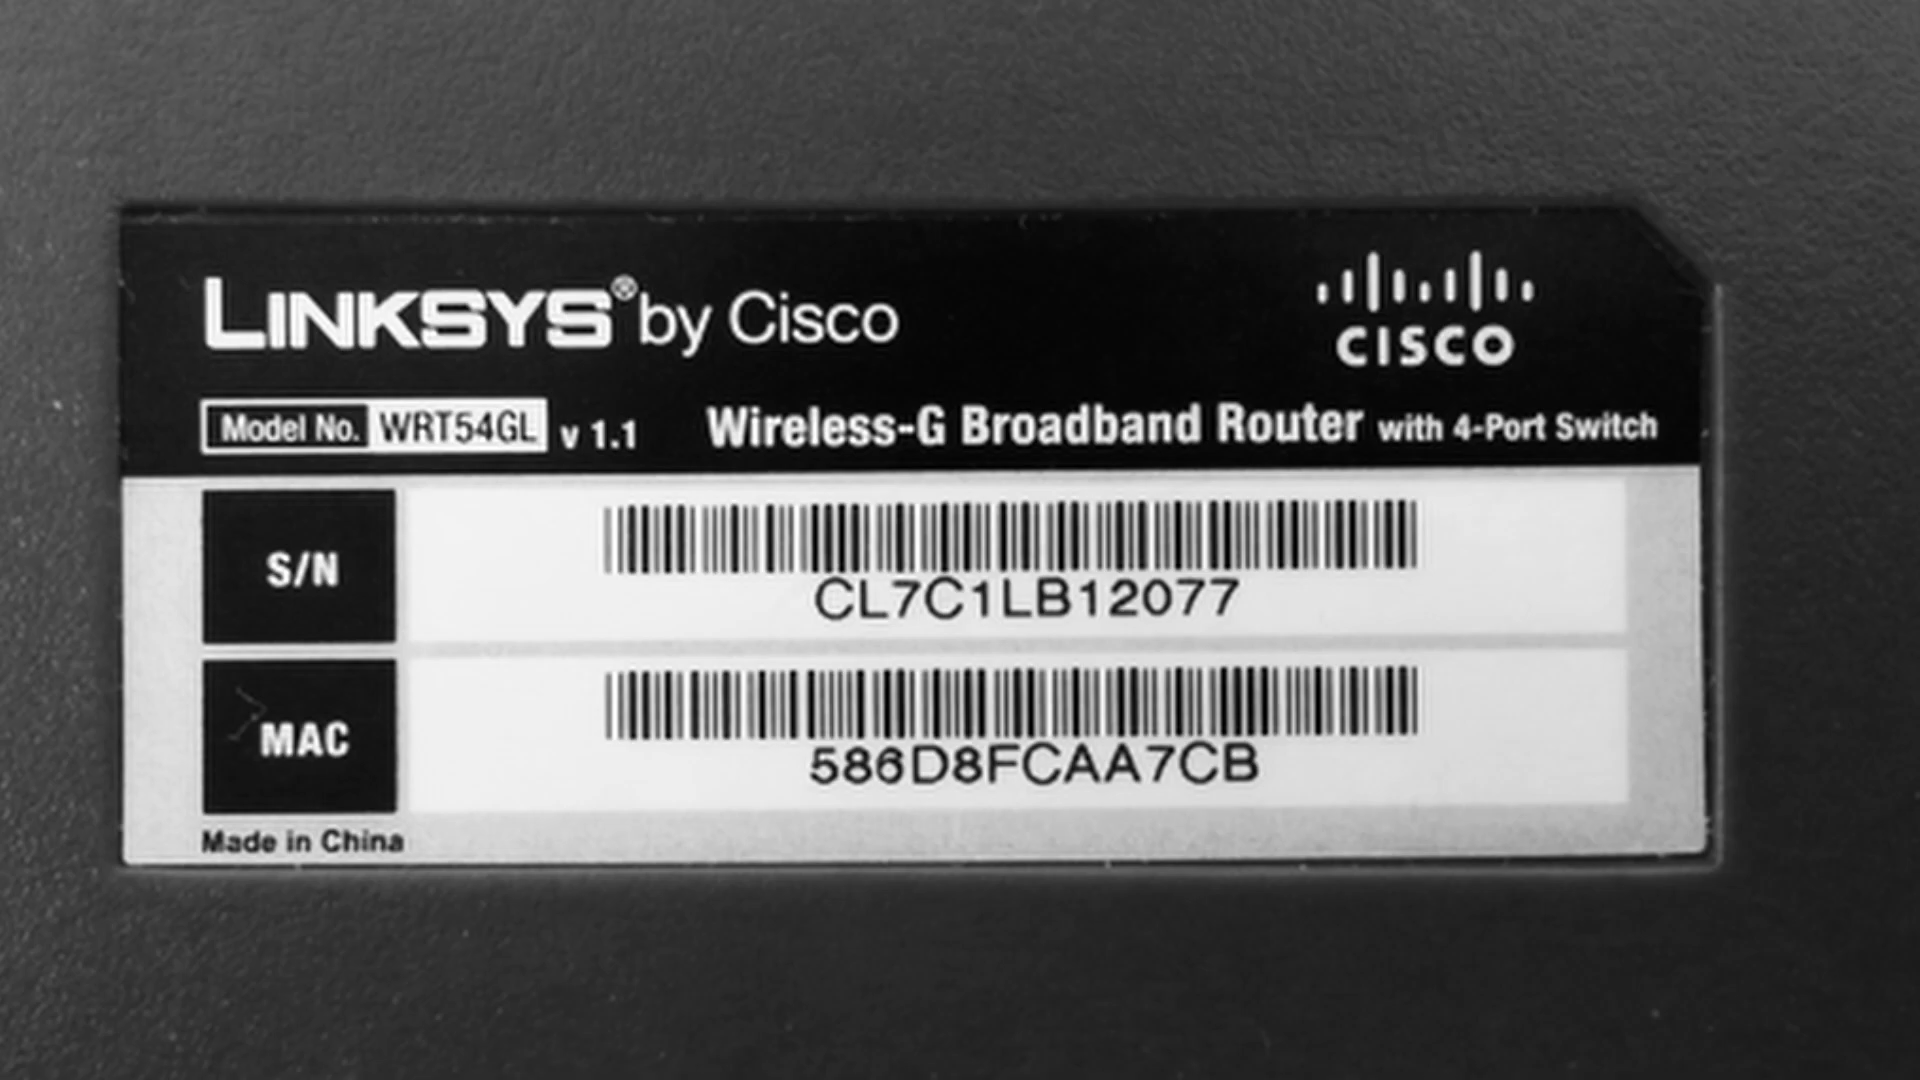 LINKSYS® by Cisco
CISCO
Model No. WRT54GL v 1.1 Wireless-G Broadband Router with 4-Port Switch
S/N
CL7C1LB12077
MAC
586D8FCAA7CB
Made in China